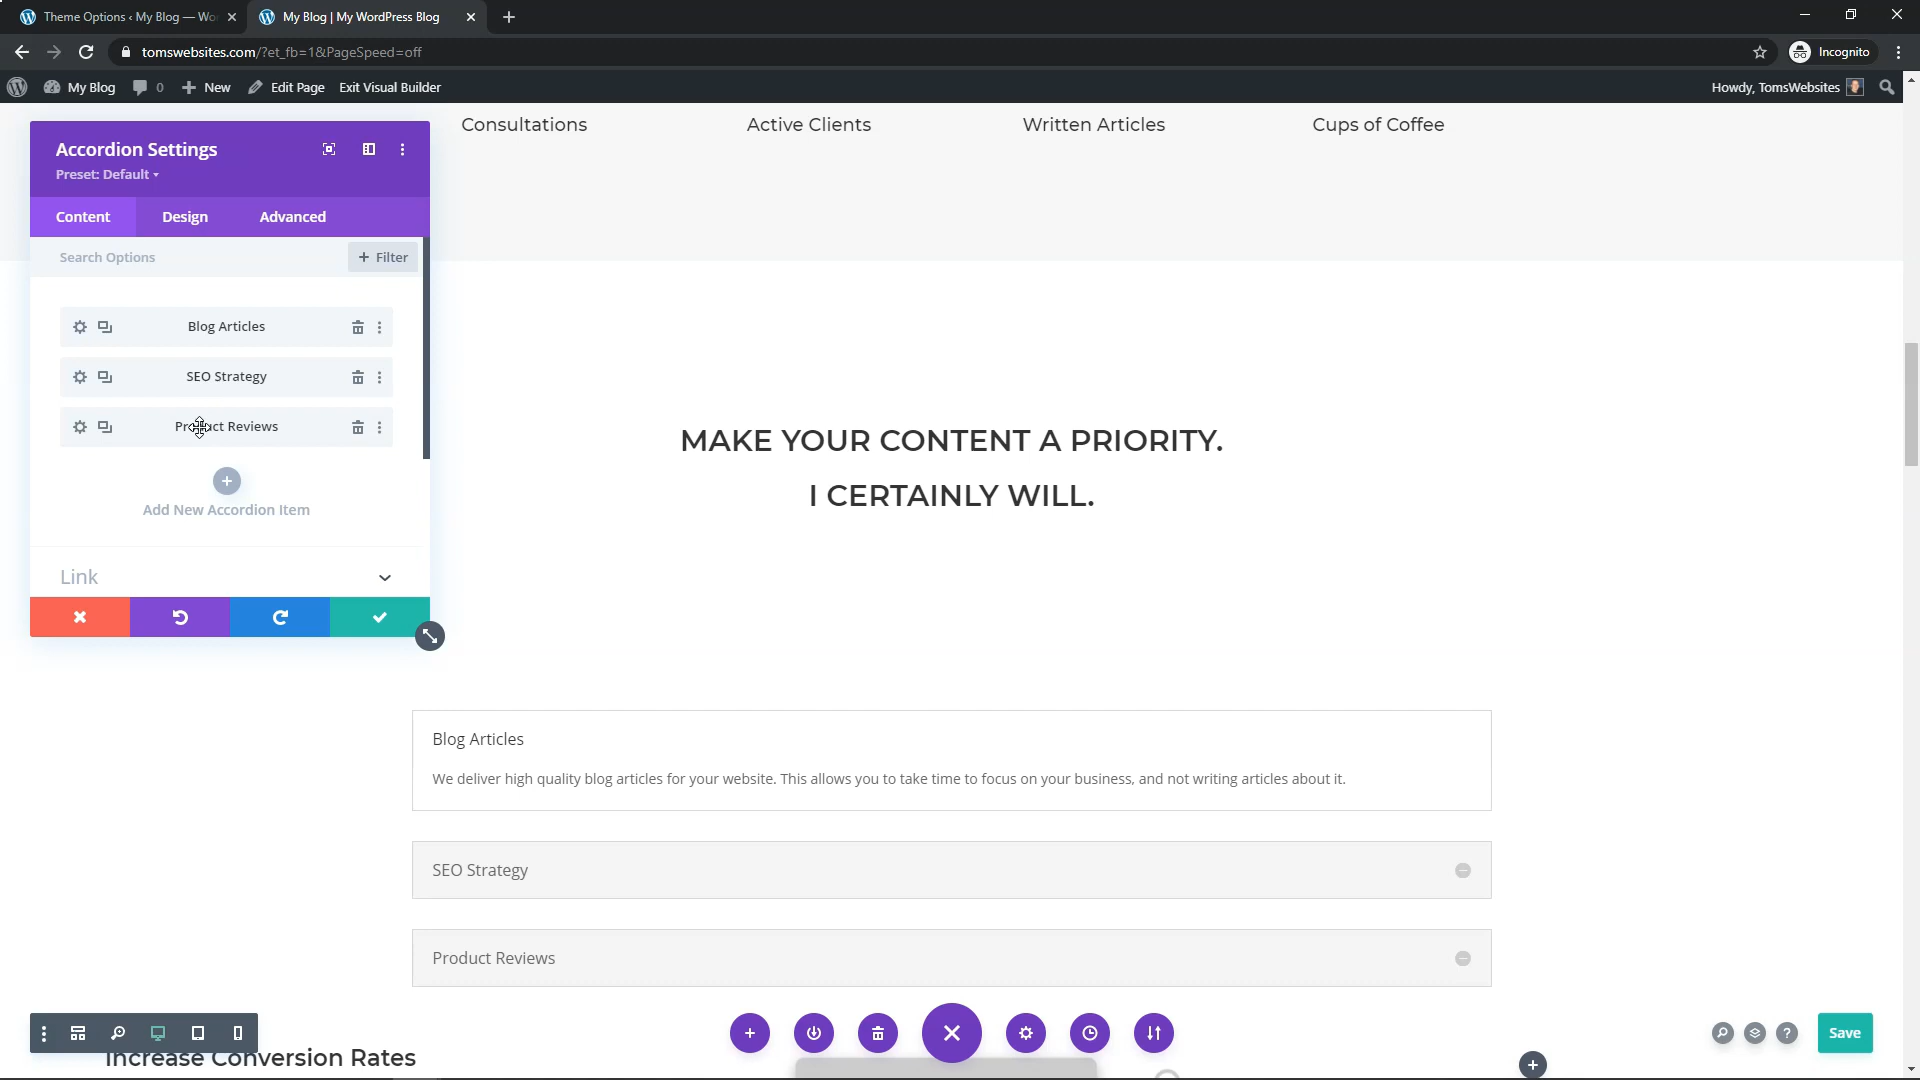 Theme Options ‹ My Blog — Wo
My Blog | My WordPress Blog
tomswebsites.com/?et_fb=1&PageSpeed=off
Incognito
My Blog
0
New
Edit Page
Exit Visual Builder
Howdy, TomsWebsites
Consultations
Active Clients
Written Articles
Cups of Coffee
Accordion Settings
Preset: Default
Content
Design
Advanced
Search Options
+ Filter
Blog Articles
SEO Strategy
Product Reviews
Add New Accordion Item
Link
MAKE YOUR CONTENT A PRIORITY.
I CERTAINLY WILL.
Blog Articles
We deliver high quality blog articles for your website. This allows you to take time to focus on your business, and not writing articles about it.
SEO Strategy
Product Reviews
Save
Increase Conversion Rates